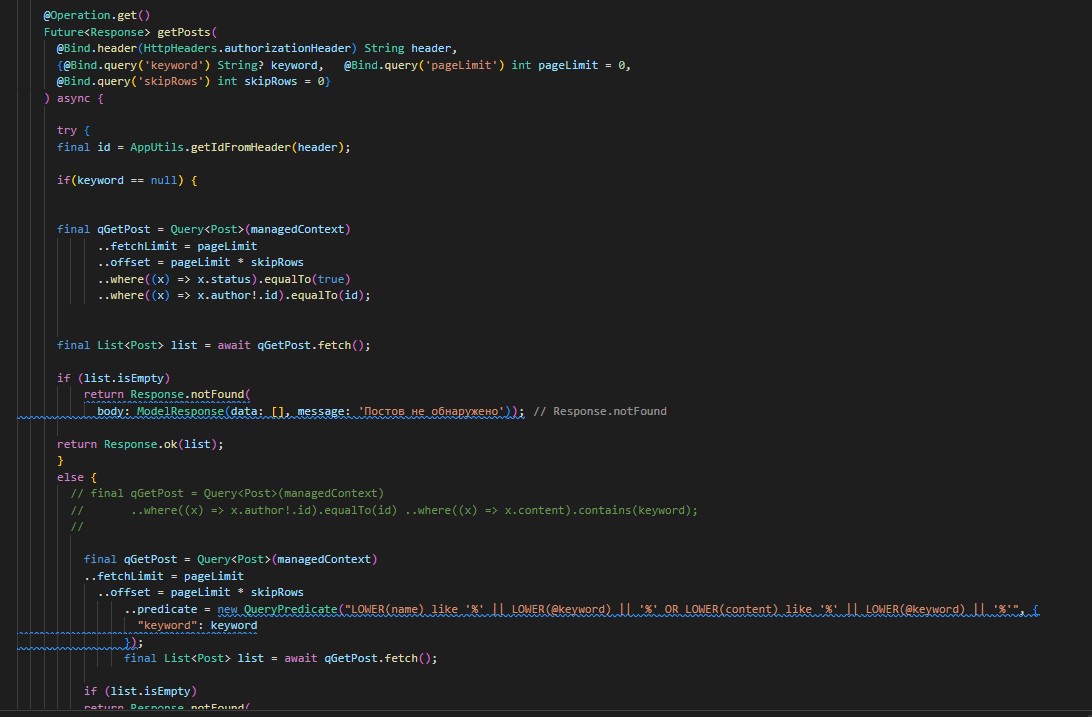 @Operation.get()
Future<Response> getPosts(
@Bind.header(HttpHeaders.authorizationHeader) String header,
{@Bind.query('keyword') String? keyword,   @Bind.query('pageLimit') int pageLimit = 0,
@Bind.query('skipRows') int skipRows = 0}
) async {
try {
final id = AppUtils.getIdFromHeader(header);
if(keyword == null) {
final qGetPost = Query<Post>(managedContext)
..fetchLimit = pageLimit
..offset = pageLimit * skipRows
..where((x) => x.status).equalTo(true)
..where((x) => x.author!.id).equalTo(id);
final List<Post> list = await qGetPost.fetch();
if (list.isEmpty)
return Response.notFound(
body: ModelResponse(data: [], message: 'Постов не обнаружено')); // Response.notFound
return Response.ok(list);
}
else {
// final qGetPost = Query<Post>(managedContext)
//       ..where((x) => x.author!.id).equalTo(id) ..where((x) => x.content).contains(keyword);
//
final qGetPost = Query<Post>(managedContext)
..fetchLimit = pageLimit
..offset = pageLimit * skipRows
..predicate = new QueryPredicate("LOWER(name) like '%' || LOWER(@keyword) || '%' OR LOWER(content) like '%' || LOWER(@keyword) || '%'", {
"keyword": keyword
});
final List<Post> list = await qGetPost.fetch();
if (list.isEmpty)
return Response.notFound(